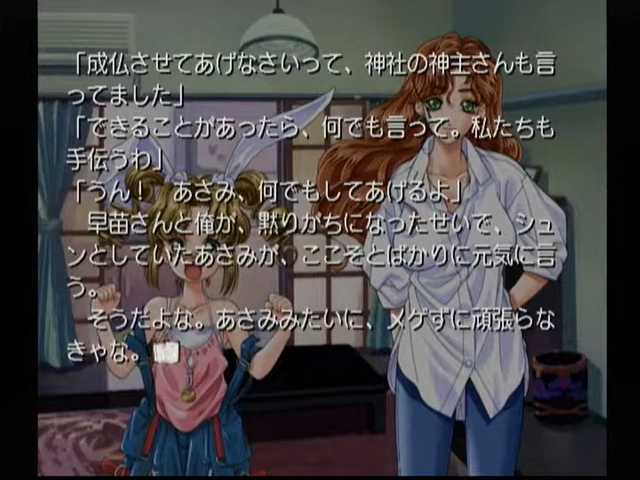 「成仏させてあげなさいって、神社の神主さんも言
ってました」
「できることがあったら、何でも言って。私たちも
手伝うわ」
「うん！　あさみ、何でもしてあげるよ」
　早苗さんと俺が、黙りがちになったせいで、シュ
ンとしていたあさみが、ここぞとばかりに元気に言
う。
　そうだよな。あさみみたいに、メゲずに頑張らな
きゃな。